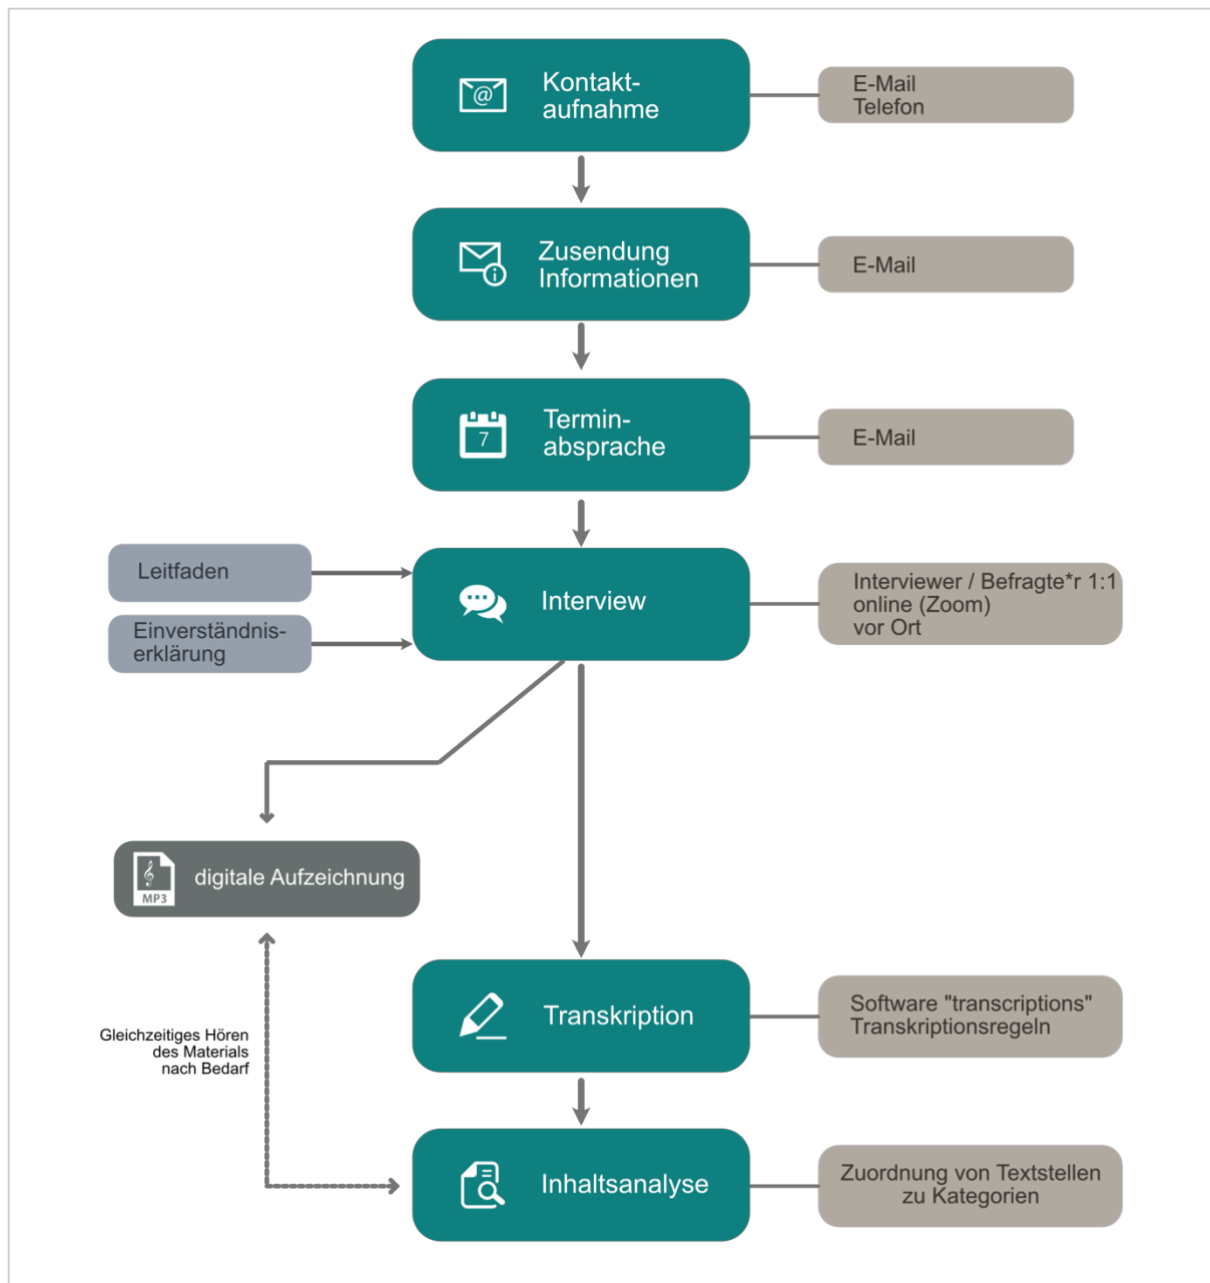 Kontakt-
aufnahme
E-Mail
Telefon
Zusendung
Informationen
E-Mail
7
Termin-
absprache
E-Mail
Leitfaden
Einverständnis-
erklärung
Interview
Interviewer / Befragte*r 1:1
online (Zoom)
vor Ort
MP3
digitale Aufzeichnung
Gleichzeitiges Hören
des Materials
nach Bedarf
Transkription
Software "transcriptions"
Transkriptionsregeln
Inhaltsanalyse
Zuordnung von Textstellen
zu Kategorien